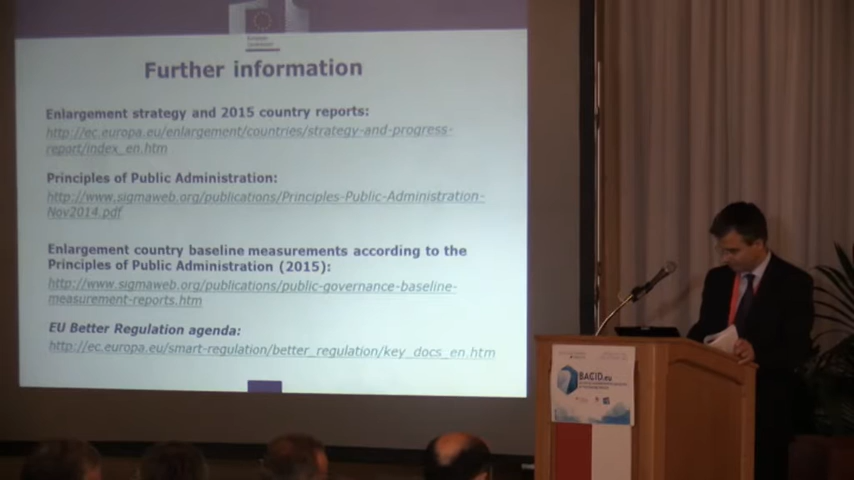 European
Commission
Further information
Enlargement strategy and 2015 country reports:
http://ec.europa.eu/enlargement/countries/strategy-and-progress-
report/index_en.htm
Principles of Public Administration:
http://www.sigmaweb.org/publications/Principles-Public-Administration-
Nov2014.pdf
Enlargement country baseline measurements according to the
Principles of Public Administration (2015):
http://www.sigmaweb.org/publications/public-governance-baseline-
measurement-reports.htm
EU Better Regulation agenda:
http://ec.europa.eu/smart-regulation/better_regulation/key_docs_en.htm
BACID.eu